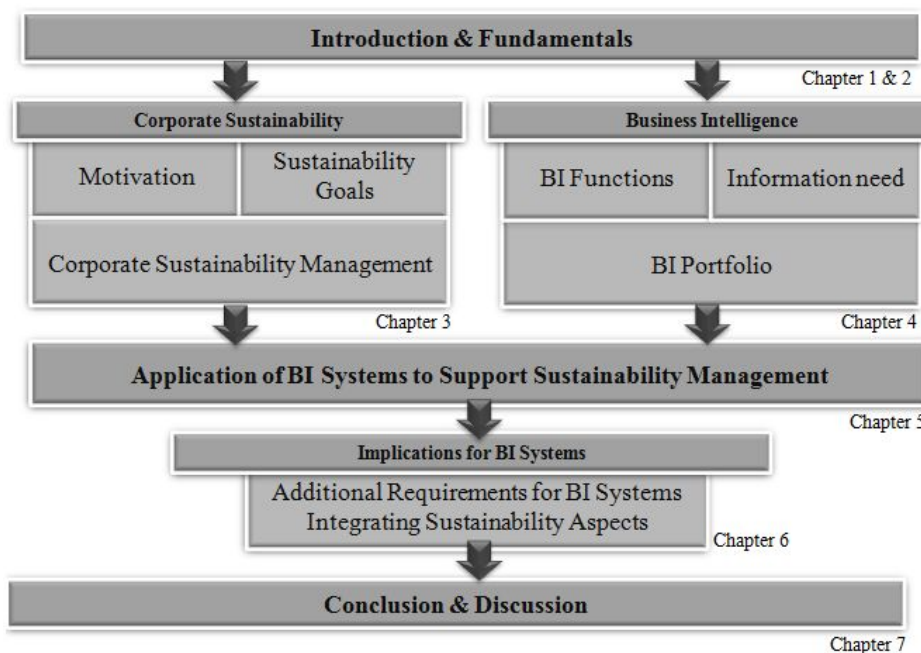 Introduction & Fundamentals
Chapter 1 & 2
Corporate Sustainability
Motivation
Sustainability
Goals
Corporate Sustainability Management
Chapter 3
Business Intelligence
BI Functions
Information need
BI Portfolio
Chapter 4
Application of BI Systems to Support Sustainability Management
Chapter 5
Implications for BI Systems
Additional Requirements for BI Systems
Integrating Sustainability Aspects
Chapter 6
Conclusion & Discussion
Chapter 7